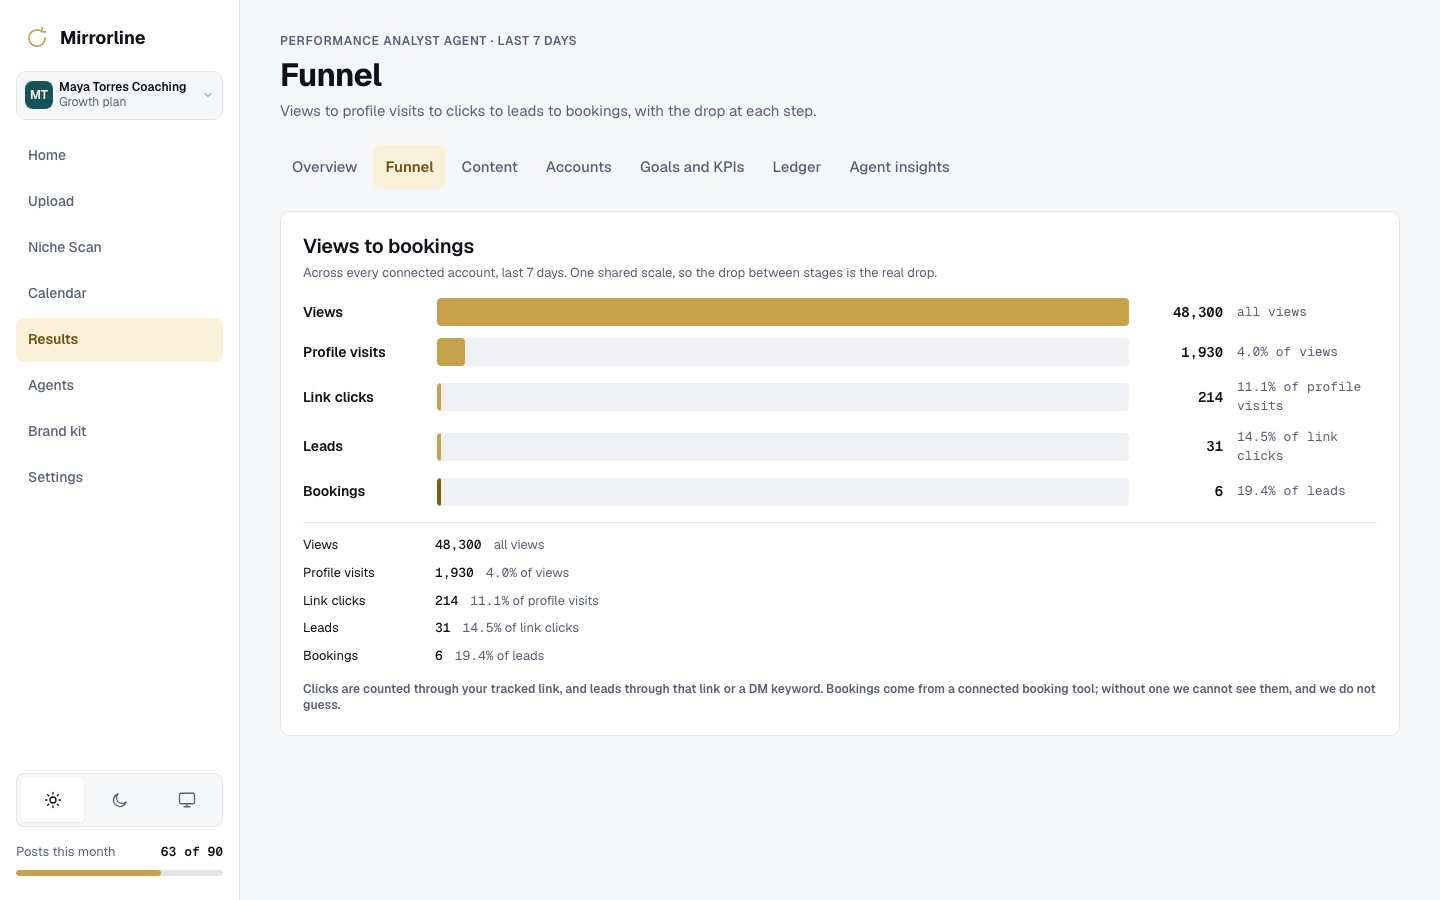 Mirrorline
MT
Maya Torres Coaching
Growth plan
Home
Upload
Niche Scan
Calendar
Results
Agents
Brand kit
Settings
Posts this month 63 of 90
PERFORMANCE ANALYST AGENT · LAST 7 DAYS
Funnel
Views to profile visits to clicks to leads to bookings, with the drop at each step.
Overview Funnel Content Accounts Goals and KPIs Ledger Agent insights
Views to bookings
Across every connected account, last 7 days. One shared scale, so the drop between stages is the real drop.
Views 48,300 all views
Profile visits 1,930 4.0% of views
Link clicks 214 11.1% of profile
visits
Leads 31 14.5% of link
clicks
Bookings 6 19.4% of leads
Views 48,300 all views
Profile visits 1,930 4.0% of views
Link clicks 214 11.1% of profile visits
Leads 31 14.5% of link clicks
Bookings 6 19.4% of leads
Clicks are counted through your tracked link, and leads through that link or a DM keyword. Bookings come from a connected booking tool; without one we cannot see them, and we do not
guess.